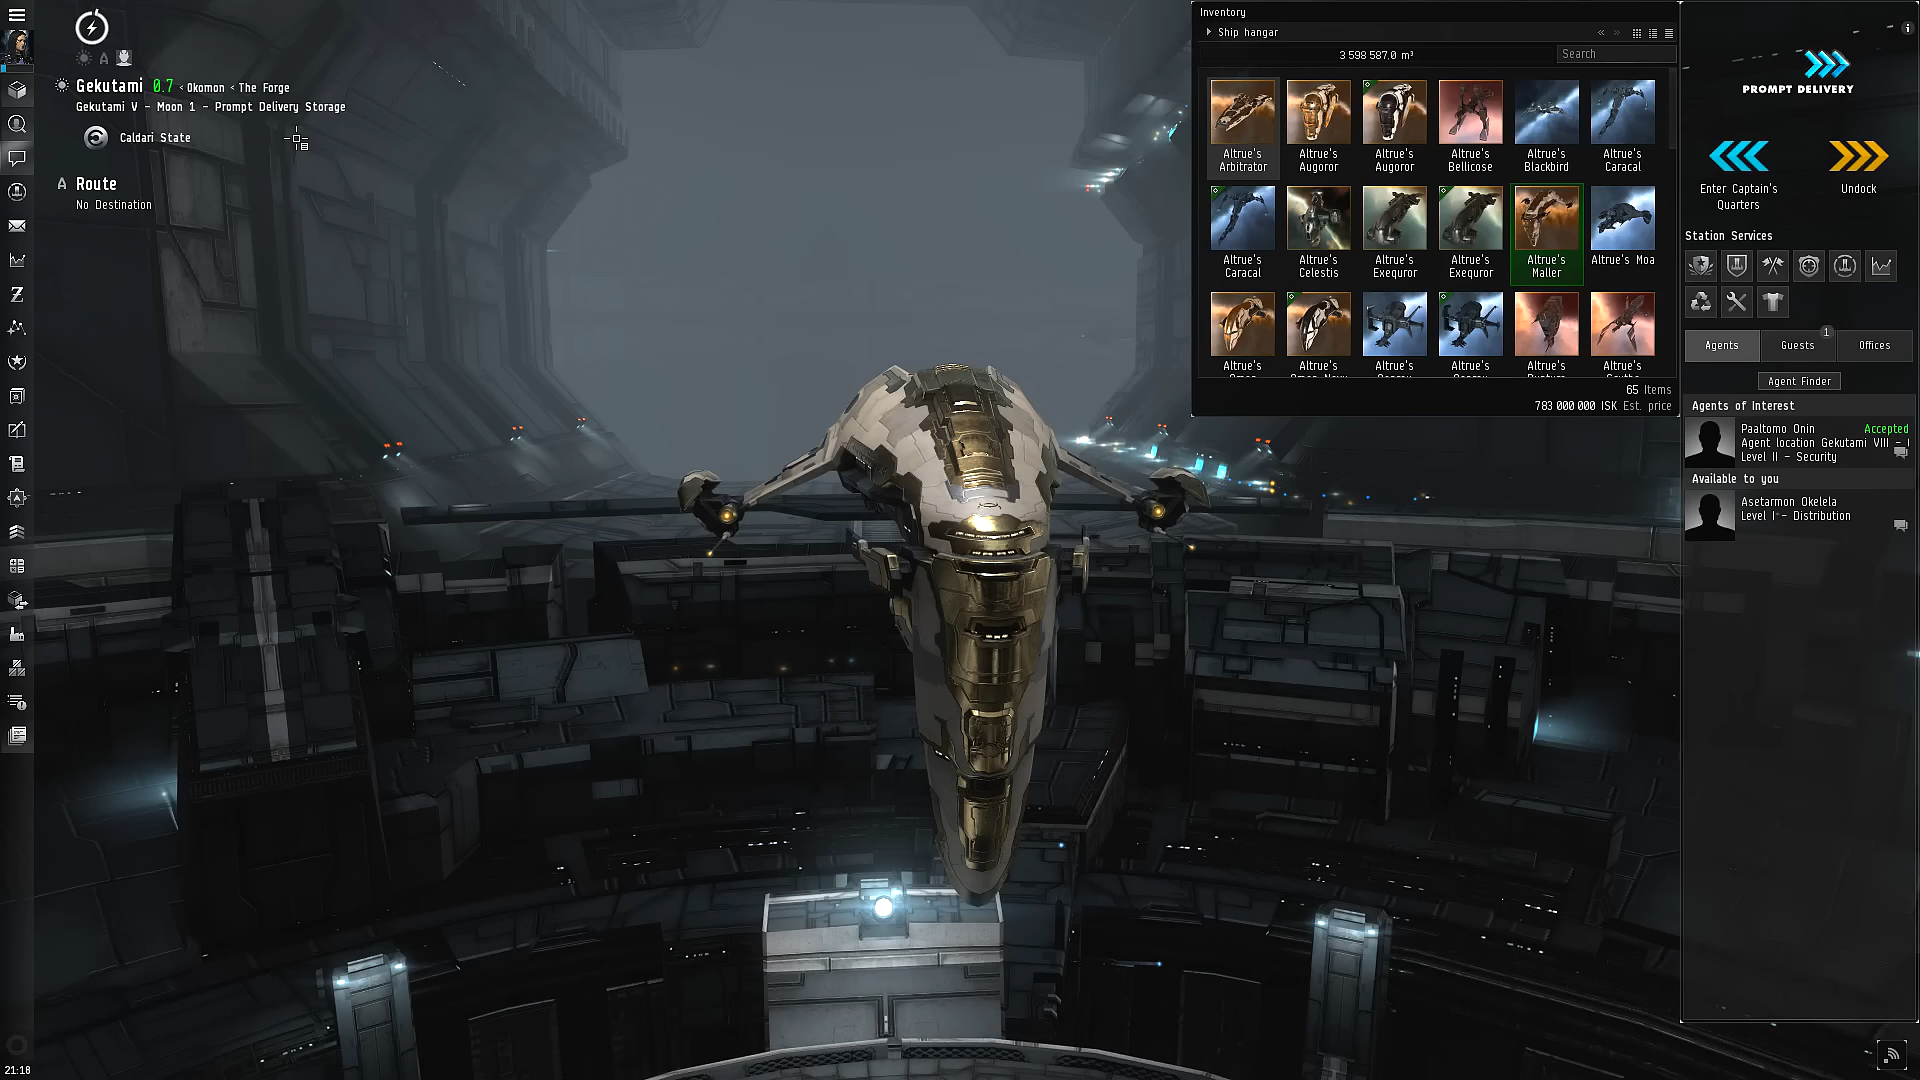 Gekutami 0.7 < Okomon < The Forge
Gekutami V - Moon 1 - Prompt Delivery Storage
Caldari State
A Route
No Destination
21:18
Inventory
Ship hangar
3 598 587,0 m³
Search
Altrue's Arbitrator
Altrue's Augoror
Altrue's Augoror
Altrue's Bellicose
Altrue's Blackbird
Altrue's Caracal
Altrue's Caracal
Altrue's Celestis
Altrue's Exequror
Altrue's Exequror
Altrue's Maller
Altrue's Moa
Altrue's
Altrue's
Altrue's
Altrue's
Altrue's
Altrue's
65 Items
783 000 000 ISK Est. price
PROMPT DELIVERY
Enter Captain's Quarters
Undock
Station Services
1
Agents
Guests
Offices
Agent Finder
Agents of Interest
Paaltomo Onin Accepted
Agent location Gekutami VIII -
Level II - Security
Available to you
Asetarmon Okelela
Level I - Distribution